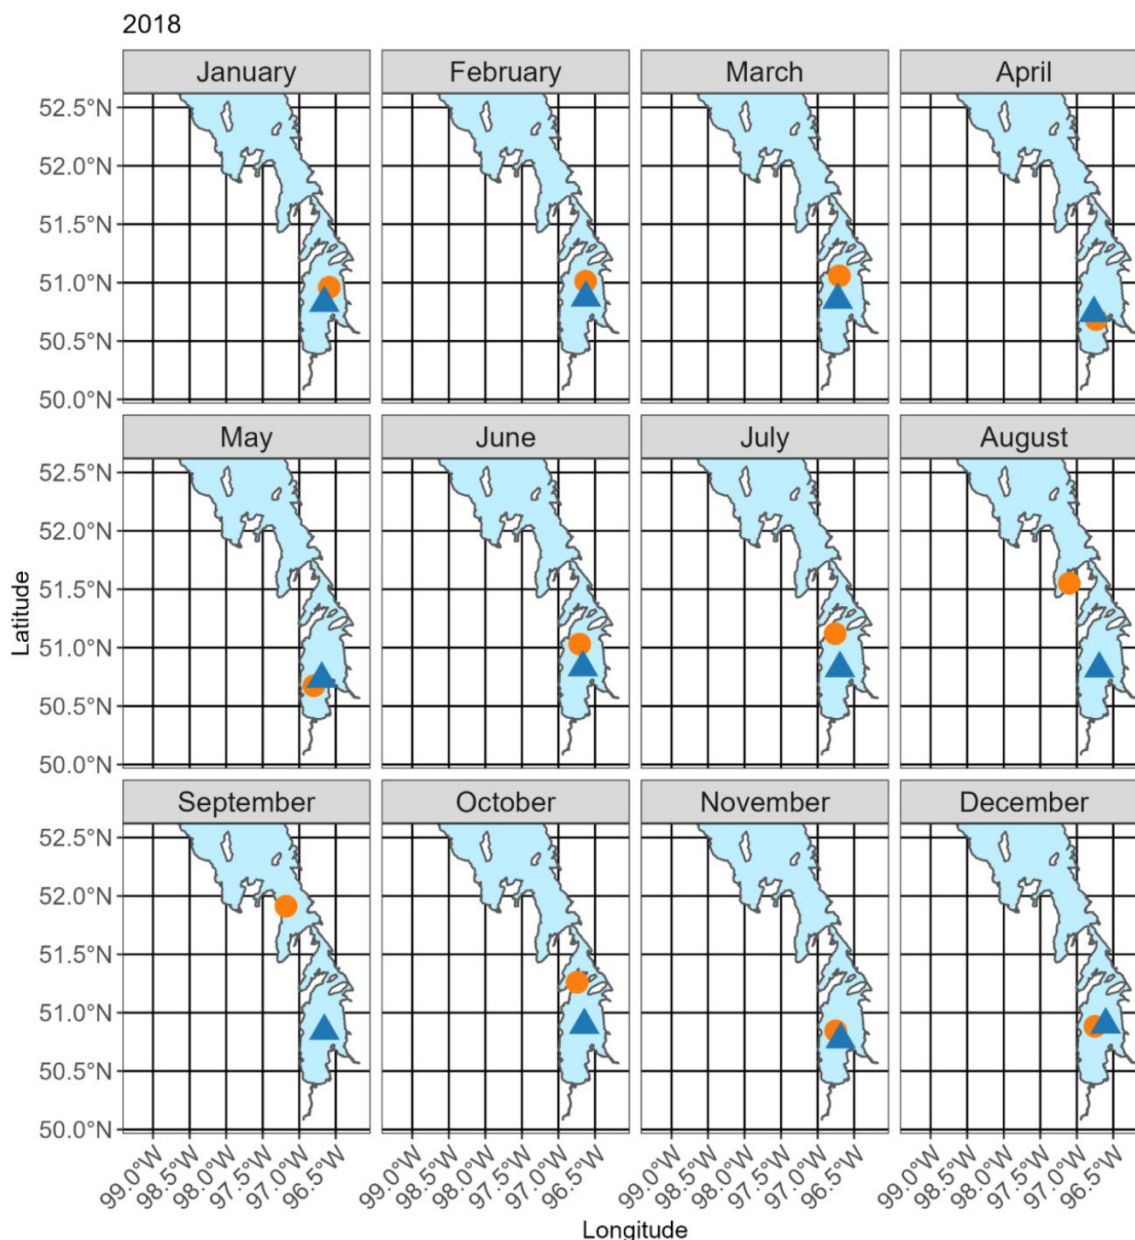 2018
January February March April
52.5°N
52.0°N
51.5°N
51.0°N
50.5°N
50.0°N
May June July August
52.5°N
52.0°N
51.5°N
51.0°N
50.5°N
50.0°N
Latitude
September October November December
52.5°N
52.0°N
51.5°N
51.0°N
50.5°N
50.0°N
99.0°W 98.5°W 98.0°W 97.5°W 97.0°W 96.5°W 99.0°W 98.5°W 98.0°W 97.5°W 97.0°W 96.5°W 99.0°W 98.5°W 98.0°W 97.5°W 97.0°W 96.5°W 99.0°W 98.5°W 98.0°W 97.5°W 97.0°W 96.5°W
Longitude